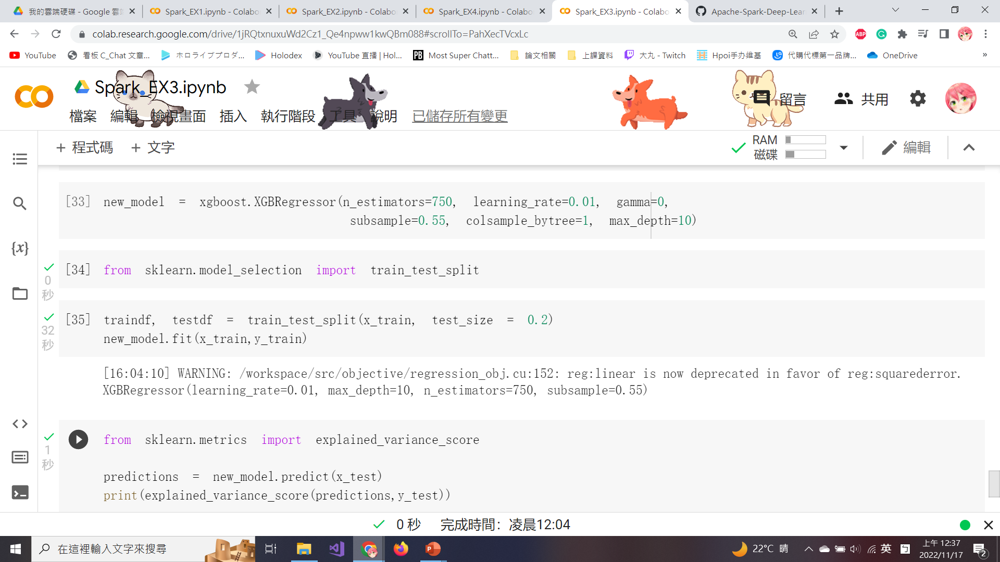 我的雲端硬碟 - Google 雲端
Spark_EX1.ipynb - Colabo
Spark_EX2.ipynb - Colabo
Spark_EX4.ipynb - Colabo
Spark_EX3.ipynb - Colabo
Apache-Spark-Deep-Lear
colab.research.google.com/drive/1jRQtxnuxuWd2Cz1_Qe4npww1kwQBm088#scrollTo=PahXecTVcxLc
ABP
YouTube
看板 C_Chat 文章...
ホロライブプロダ...
Holodex
YouTube 直播 | Hol...
PB
Most Super Chatt...
論文相關
上課資料
大丸 - Twitch
Hpoi手办维基
代購代標第一品牌...
OneDrive
»
Spark_EX3.ipynb
留言
共用
檔案 編輯 檢視畫面 插入 執行階段 工具 說明 已儲存所有變更
+ 程式碼 + 文字
RAM
磁碟
編輯
{x}
[33] new_model = xgboost.XGBRegressor(n_estimators=750, learning_rate=0.01, gamma=0,
subsample=0.55, colsample_bytree=1, max_depth=10)
0
秒
[34] from sklearn.model_selection import train_test_split
32
秒
[35] traindf, testdf = train_test_split(x_train, test_size = 0.2)
new_model.fit(x_train,y_train)
[16:04:10] WARNING: /workspace/src/objective/regression_obj.cu:152: reg:linear is now deprecated in favor of reg:squarederror.
XGBRegressor(learning_rate=0.01, max_depth=10, n_estimators=750, subsample=0.55)
1
秒
from sklearn.metrics import explained_variance_score
predictions = new_model.predict(x_test)
print(explained_variance_score(predictions,y_test))
0 秒 完成時間：凌晨12:04
在這裡輸入文字來搜尋
22°C 晴
英
上午 12:37
2022/11/17
2